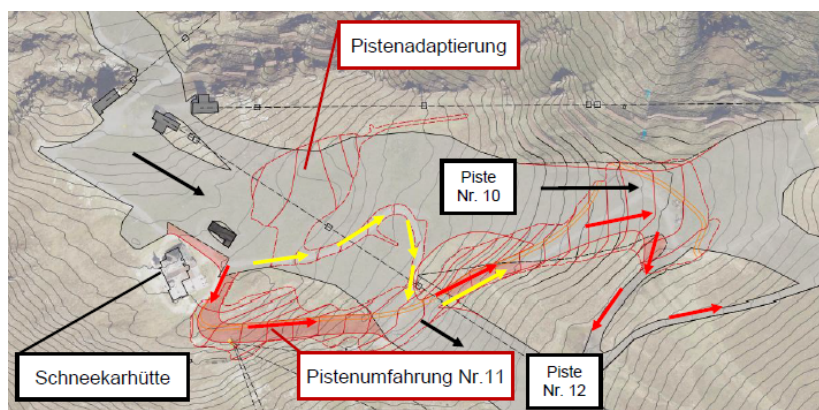 Pistenadaptierung
Piste
Nr. 10
Schneekarhütte
Pistenumfahrung Nr.11
Piste
Nr. 12